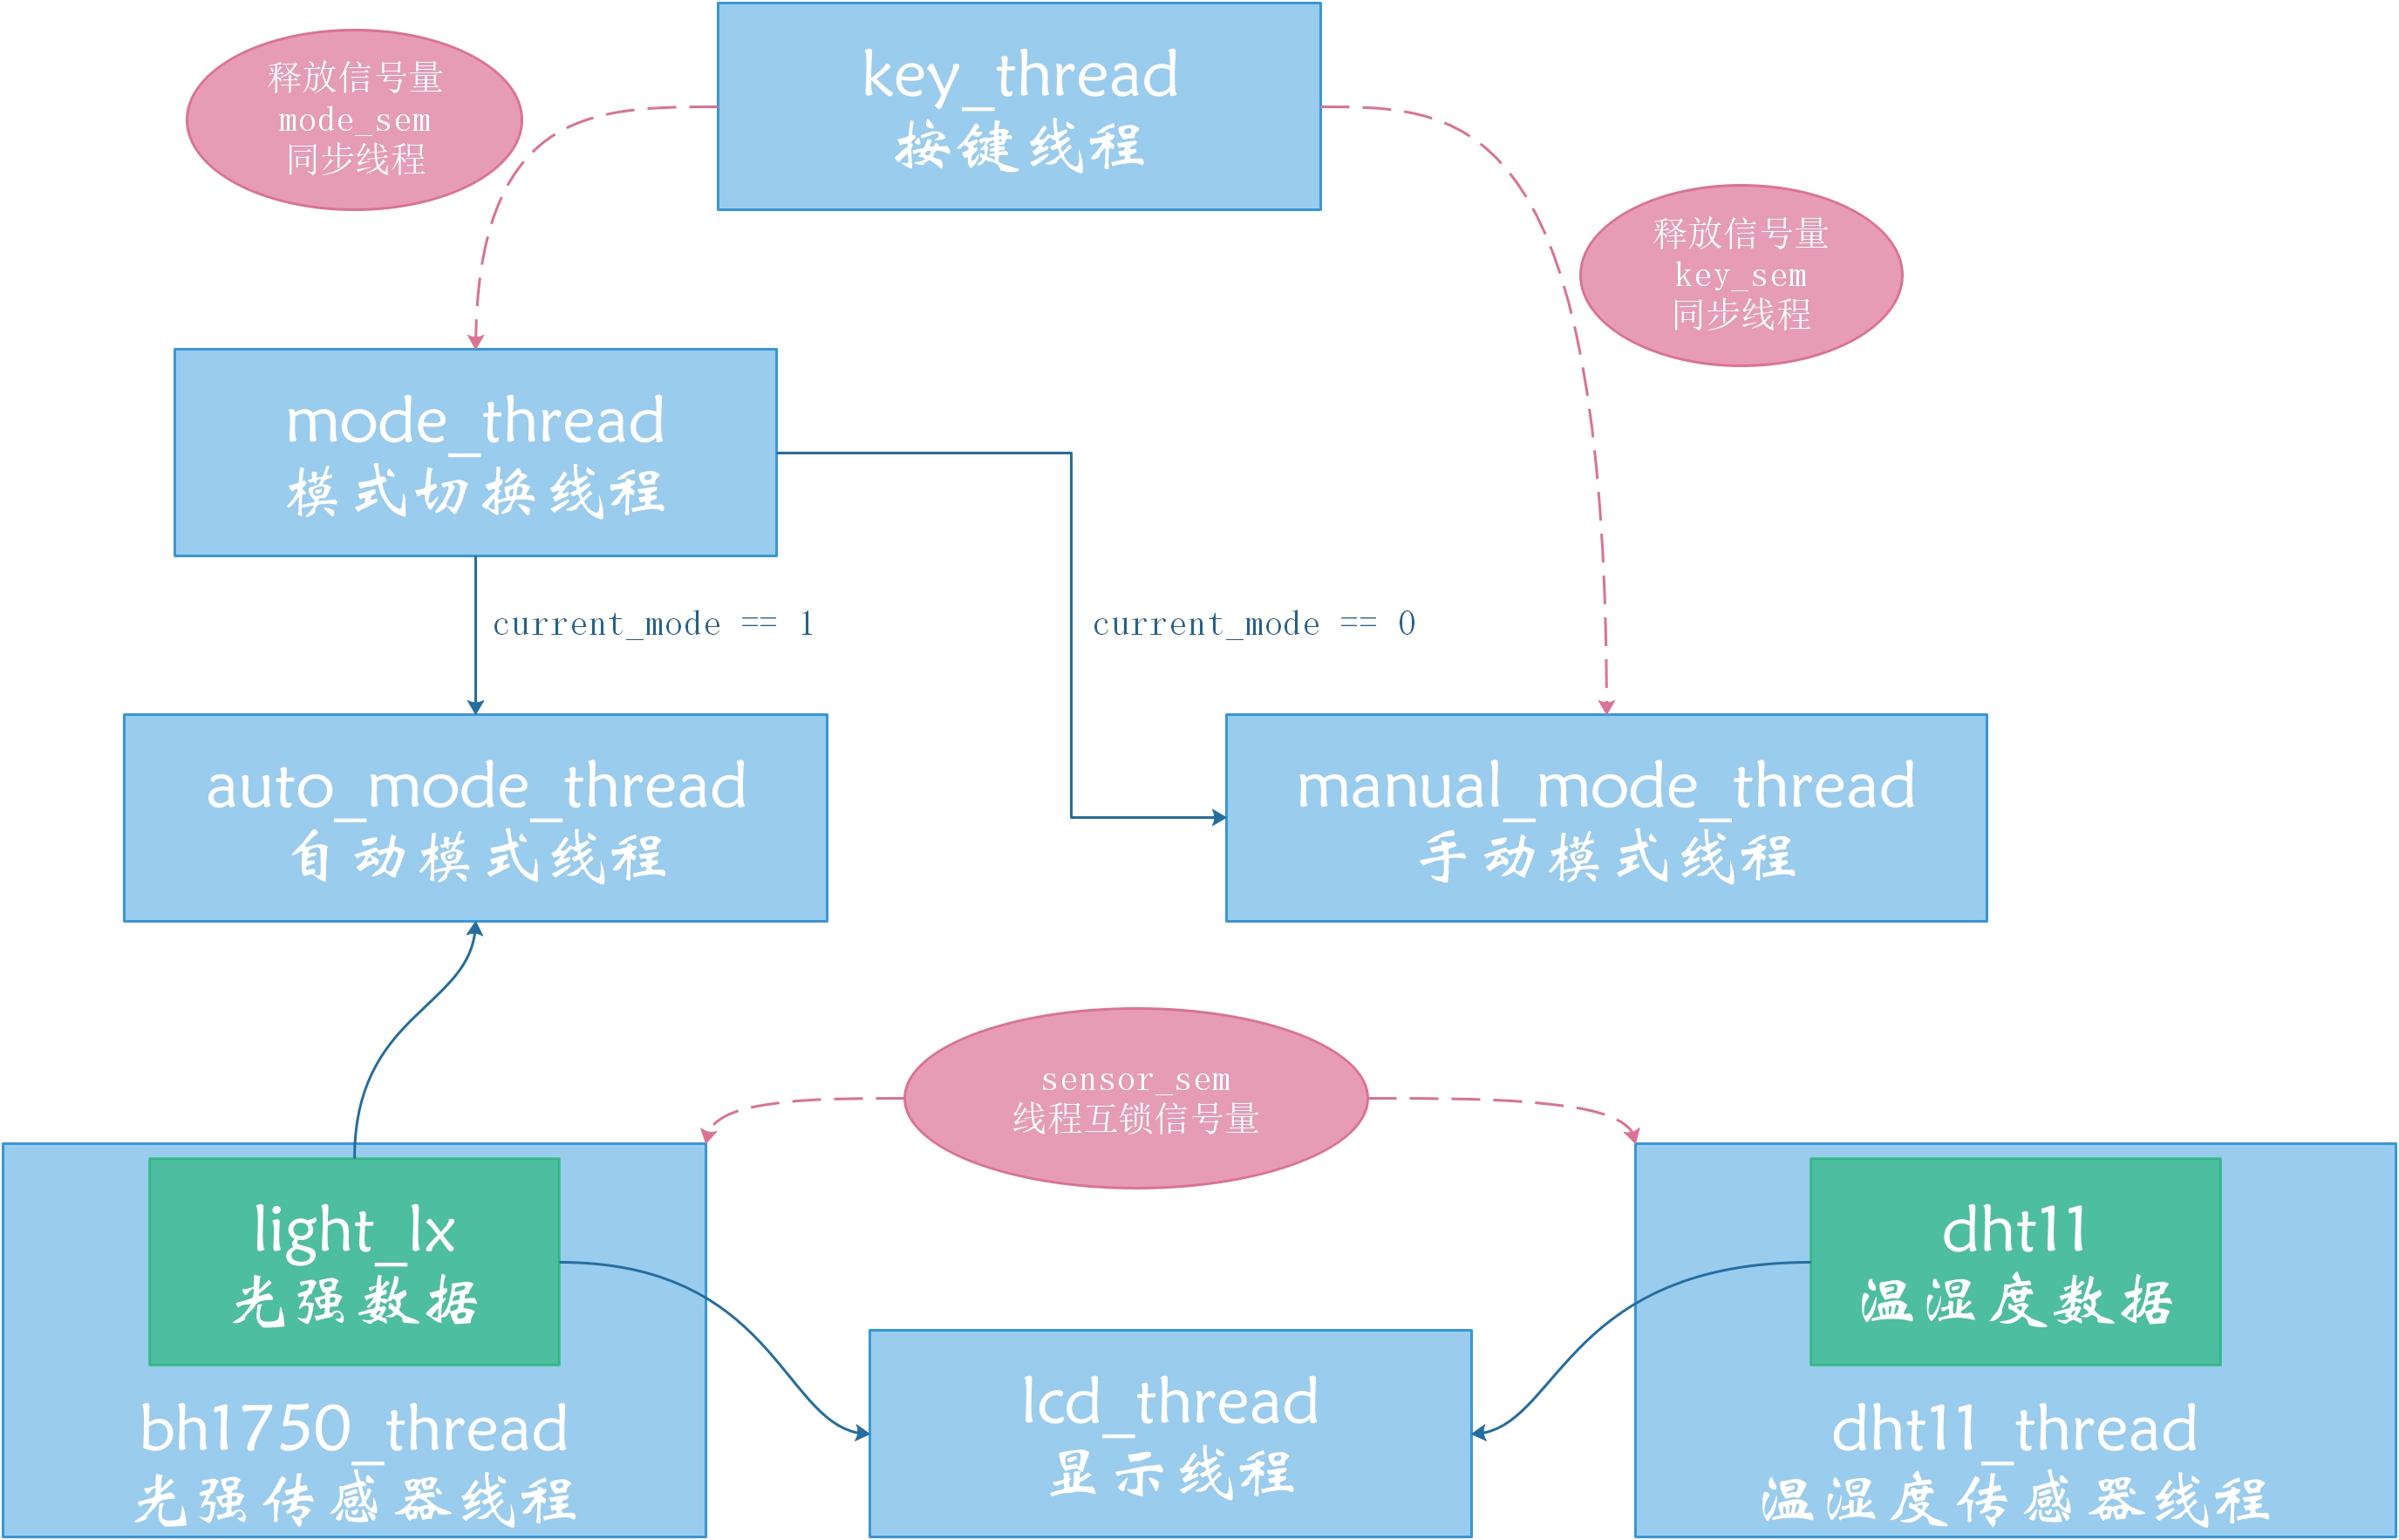 释放信号量
mode_sem
同步线程
key_thread
按键线程
释放信号量
key_sem
同步线程
mode_thread
模式切换线程
current_mode == 1
current_mode == 0
auto_mode_thread
自动模式线程
manual_mode_thread
手动模式线程
sensor_sem
线程互锁信号量
light_lx
光强数据
bh1750_thread
光强传感器线程
lcd_thread
显示线程
dht11
温湿度数据
dht11_thread
温湿度传感器线程